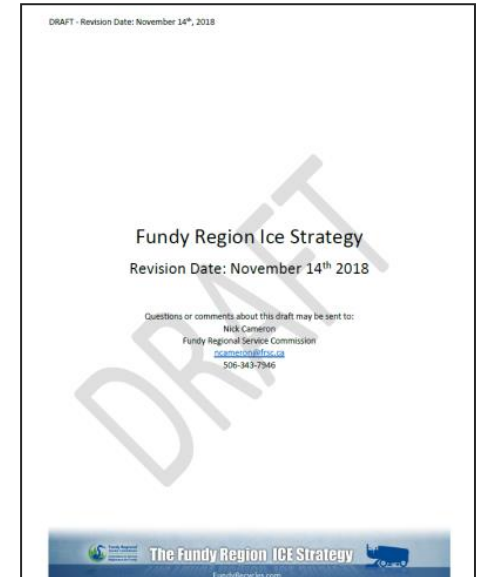 DRAFT - Revision Date: November 14th, 2018
DRAFT
Fundy Region Ice Strategy
Revision Date: November 14th 2018
Questions or comments about this draft may be sent to:
Nick Cameron
Fundy Regional Service Commission
ncameron@frsc.ca
506-343-7946
The Fundy Region ICE Strategy
FundyRecycles.com